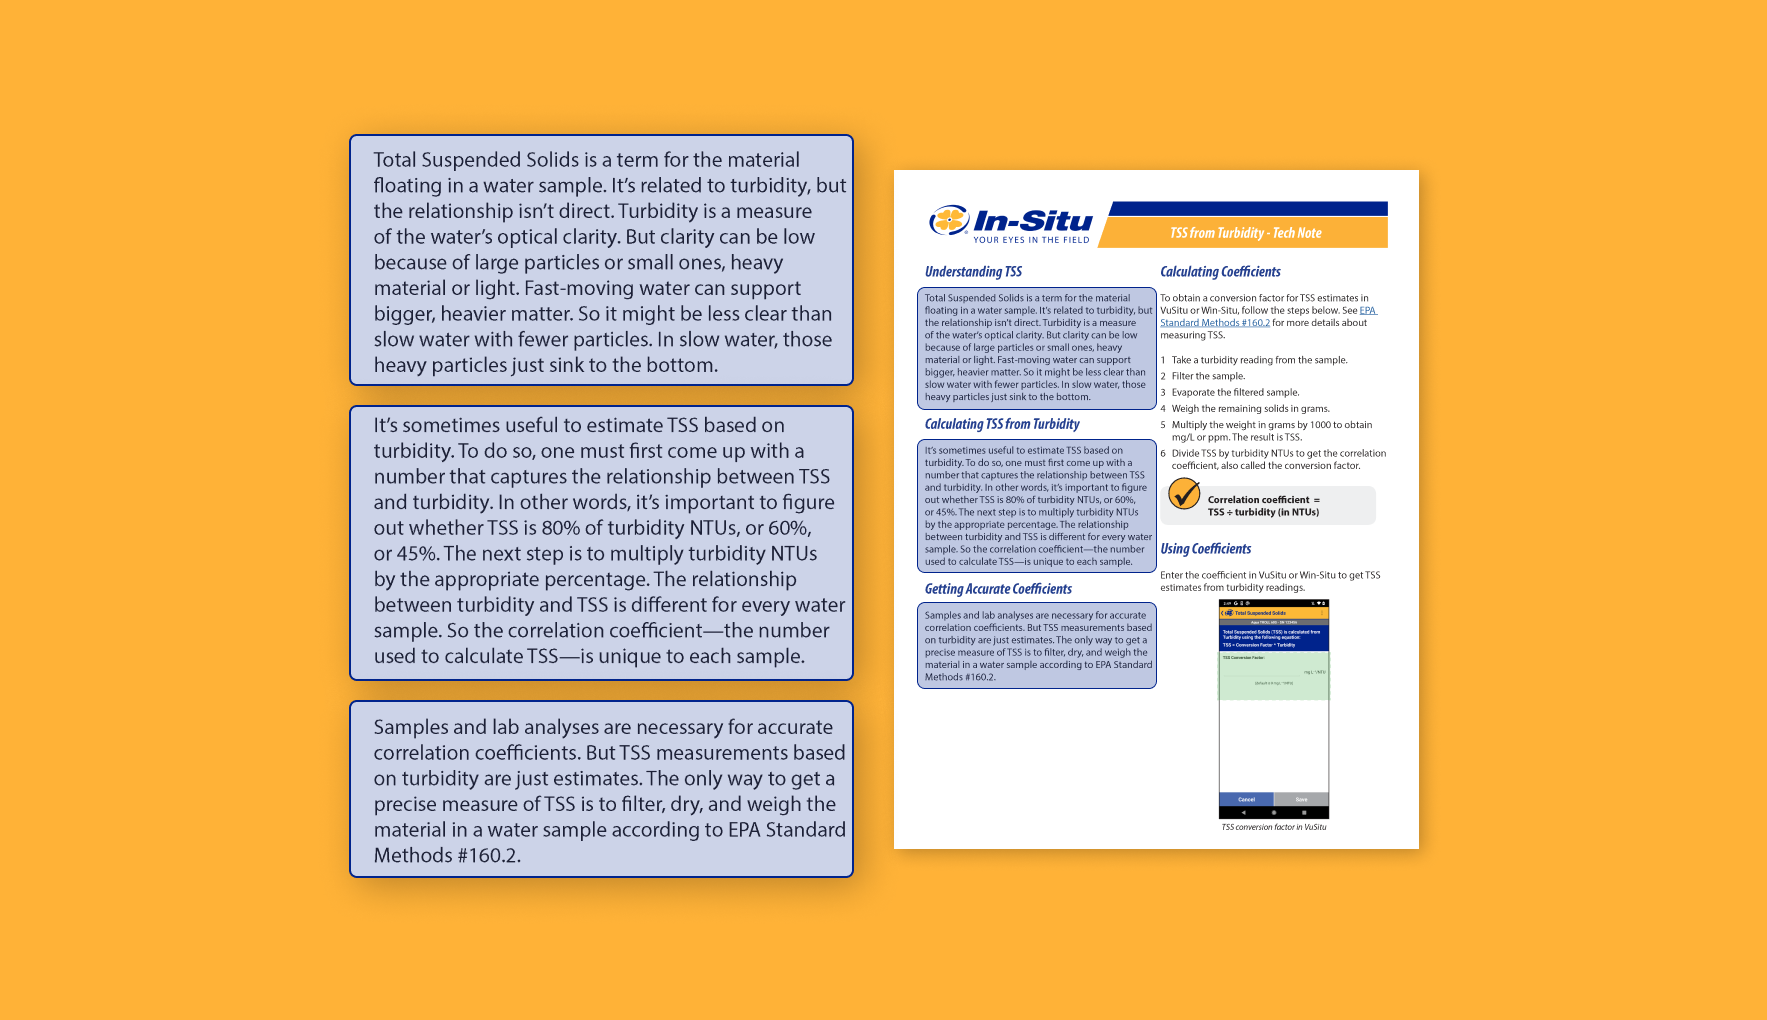 Total Suspended Solids is a term for the material
floating in a water sample. It’s related to turbidity, but
the relationship isn’t direct. Turbidity is a measure
of the water’s optical clarity. But clarity can be low
because of large particles or small ones, heavy
material or light. Fast-moving water can support
bigger, heavier matter. So it might be less clear than
slow water with fewer particles. In slow water, those
heavy particles just sink to the bottom.
It’s sometimes useful to estimate TSS based on
turbidity. To do so, one must first come up with a
number that captures the relationship between TSS
and turbidity. In other words, it’s important to figure
out whether TSS is 80% of turbidity NTUs, or 60%,
or 45%. The next step is to multiply turbidity NTUs
by the appropriate percentage. The relationship
between turbidity and TSS is different for every water
sample. So the correlation coefficient—the number
used to calculate TSS—is unique to each sample.
Samples and lab analyses are necessary for accurate
correlation coefficients. But TSS measurements based
on turbidity are just estimates. The only way to get a
precise measure of TSS is to filter, dry, and weigh the
material in a water sample according to EPA Standard
Methods #160.2.
In-Situ
YOUR EYES IN THE FIELD
TSS from Turbidity - Tech Note
Understanding TSS
Total Suspended Solids is a term for the material
floating in a water sample. It’s related to turbidity, but
the relationship isn’t direct. Turbidity is a measure
of the water’s optical clarity. But clarity can be low
because of large particles or small ones, heavy
material or light. Fast-moving water can support
bigger, heavier matter. So it might be less clear than
slow water with fewer particles. In slow water, those
heavy particles just sink to the bottom.
Calculating TSS from Turbidity
It’s sometimes useful to estimate TSS based on
turbidity. To do so, one must first come up with a
number that captures the relationship between TSS
and turbidity. In other words, it’s important to figure
out whether TSS is 80% of turbidity NTUs, or 60%,
or 45%. The next step is to multiply turbidity NTUs
by the appropriate percentage. The relationship
between turbidity and TSS is different for every water
sample. So the correlation coefficient—the number
used to calculate TSS—is unique to each sample.
Getting Accurate Coefficients
Samples and lab analyses are necessary for accurate
correlation coefficients. But TSS measurements based
on turbidity are just estimates. The only way to get a
precise measure of TSS is to filter, dry, and weigh the
material in a water sample according to EPA Standard
Methods #160.2.
Calculating Coefficients
To obtain a conversion factor for TSS estimates in
VuSitu or Win-Situ, follow the steps below. See EPA
Standard Methods #160.2 for more details about
measuring TSS.
1 Take a turbidity reading from the sample.
2 Filter the sample.
3 Evaporate the filtered sample.
4 Weigh the remaining solids in grams.
5 Multiply the weight in grams by 1000 to obtain
mg/L or ppm. The result is TSS.
6 Divide TSS by turbidity NTUs to get the correlation
coefficient, also called the conversion factor.
Correlation coefficient =
TSS ÷ turbidity (in NTUs)
Using Coefficients
Enter the coefficient in VuSitu or Win-Situ to get TSS
estimates from turbidity readings.
Total Suspended Solids
Total Suspended Solids (TSS) is calculated from
Turbidity using the following equation:
TSS = Conversion Factor * Turbidity
TSS Conversion Factor:
Cancel
Save
TSS conversion factor in VuSitu